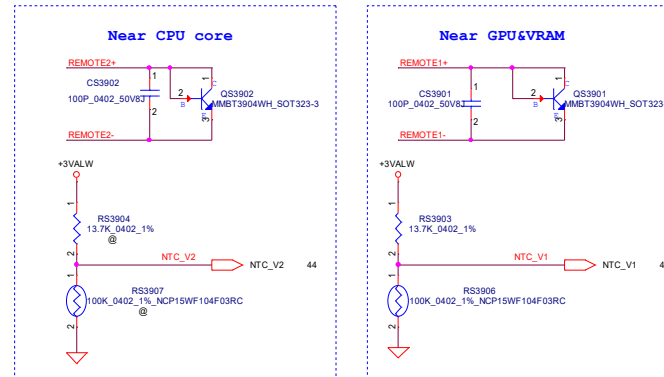 Near CPU core
REMOTE2+
1
C
CS3902
2
QS3902
100P_0402_50V8J
B
MMBT3904WH_SOT323-3
2
E
3
REMOTE2-
+3VALW
1
RS3904
13.7K_0402_1%
@
2
NTC_V2
NTC_V2 44
1
RS3907
100K_0402_1%_NCP15WF104F03RC
@
2
Near GPU&VRAM
REMOTE1+
1
C
CS3901
2
QS3901
100P_0402_50V8J
B
MMBT3904WH_SOT323
2
E
3
REMOTE1-
+3VALW
1
RS3903
13.7K_0402_1%
2
NTC_V1
NTC_V1 4
1
RS3906
100K_0402_1%_NCP15WF104F03RC
2